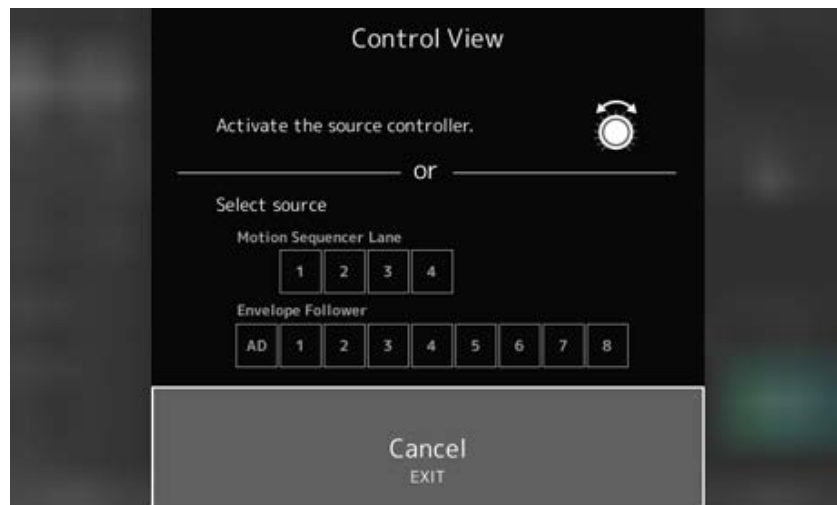 Control View
Activate the source controller.
or
Select source
Motion Sequencer Lane
1 2 3 4
Envelope Follower
AD 1 2 3 4 5 6 7 8
Cancel
EXIT